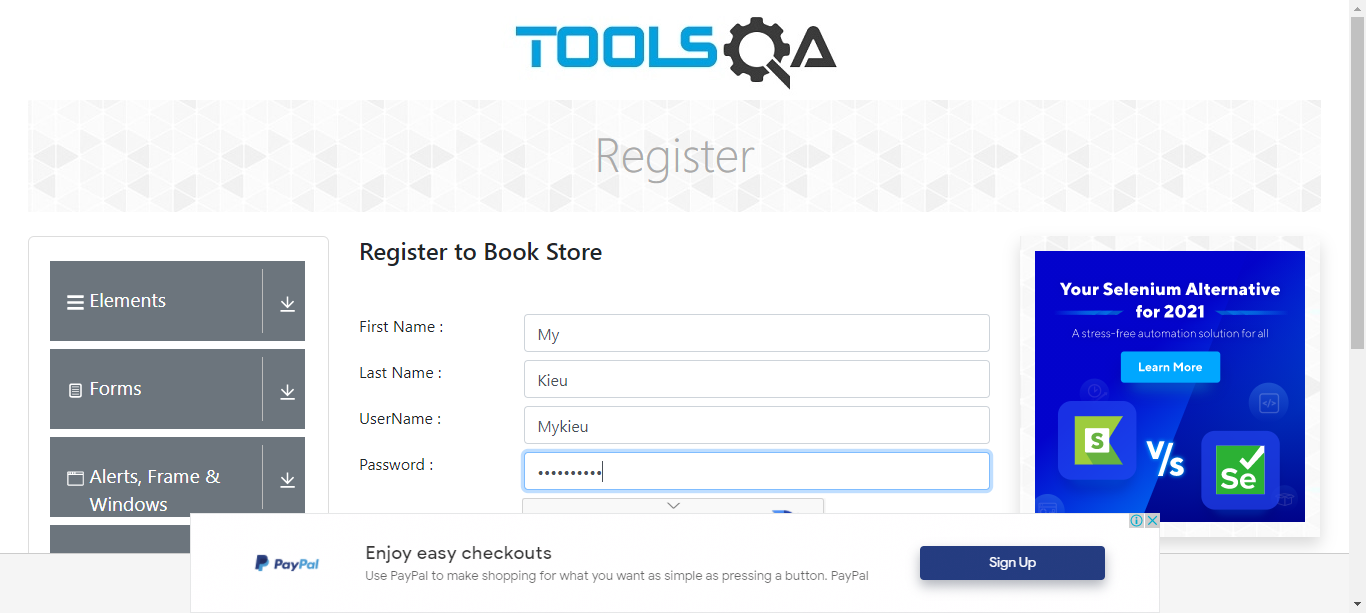 TOOLSQA
Register
Elements
Forms
Alerts, Frame &
Windows
Register to Book Store
First Name :
My
Last Name :
Kieu
UserName :
Mykieu
Password :
••••••••••
Your Selenium Alternative
for 2021
A stress-free automation solution for all
Learn More
S
V/s
Se
PayPal
Enjoy easy checkouts
Use PayPal to make shopping for what you want as simple as pressing a button. PayPal
Sign Up